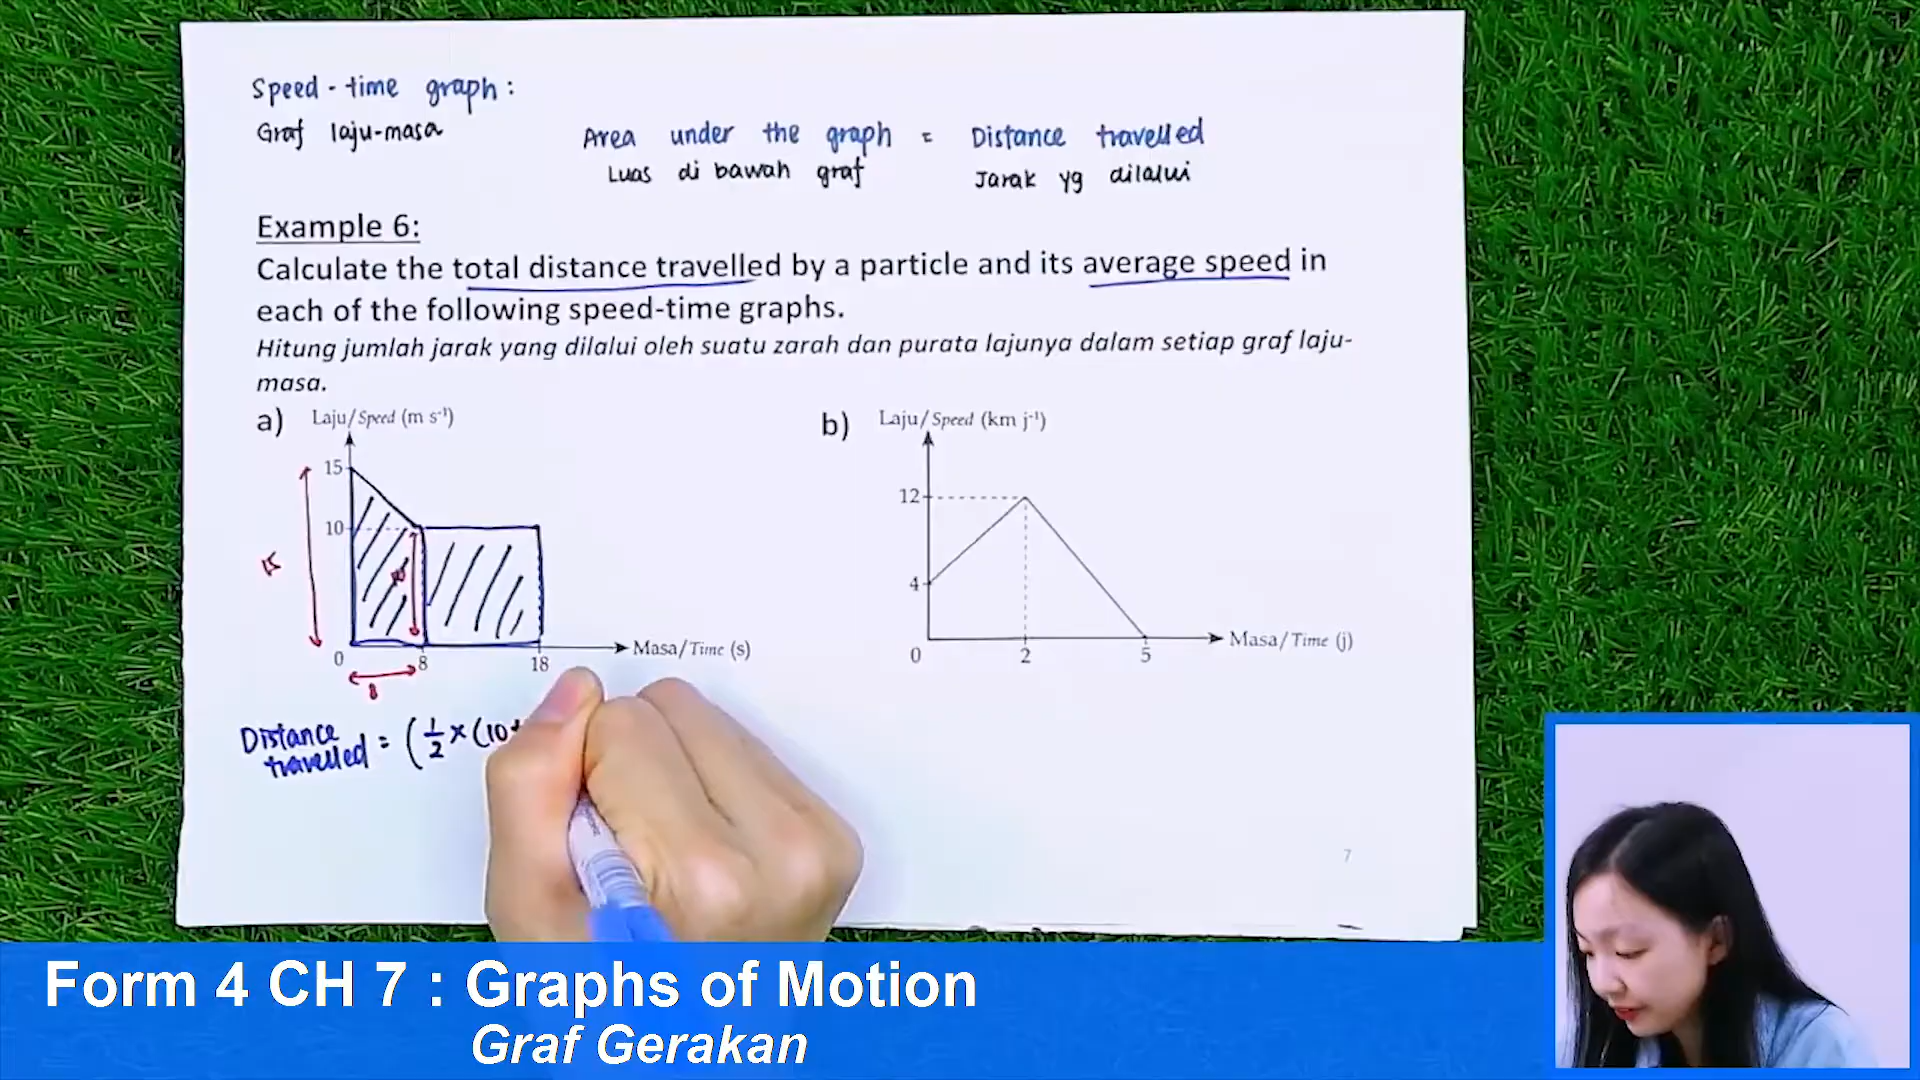 Speed - time graph :
Graf laju-masa
Area under the graph = Distance travelled
Luas di bawah graf
Jarak yg dilalui
Example 6:
Calculate the total distance travelled by a particle and its average speed in
each of the following speed-time graphs.
Hitung jumlah jarak yang dilalui oleh suatu zarah dan purata lajunya dalam setiap graf laju-
masa.
a)
Laju/Speed (m s⁻¹)
15
10
15
0
8
18
Masa/Time (s)
8
b)
Laju/Speed (km j⁻¹)
12
4
0
2
5
Masa/Time (j)
Distance
travelled = (1/2 × (10+
7
Form 4 CH 7 : Graphs of Motion
Graf Gerakan